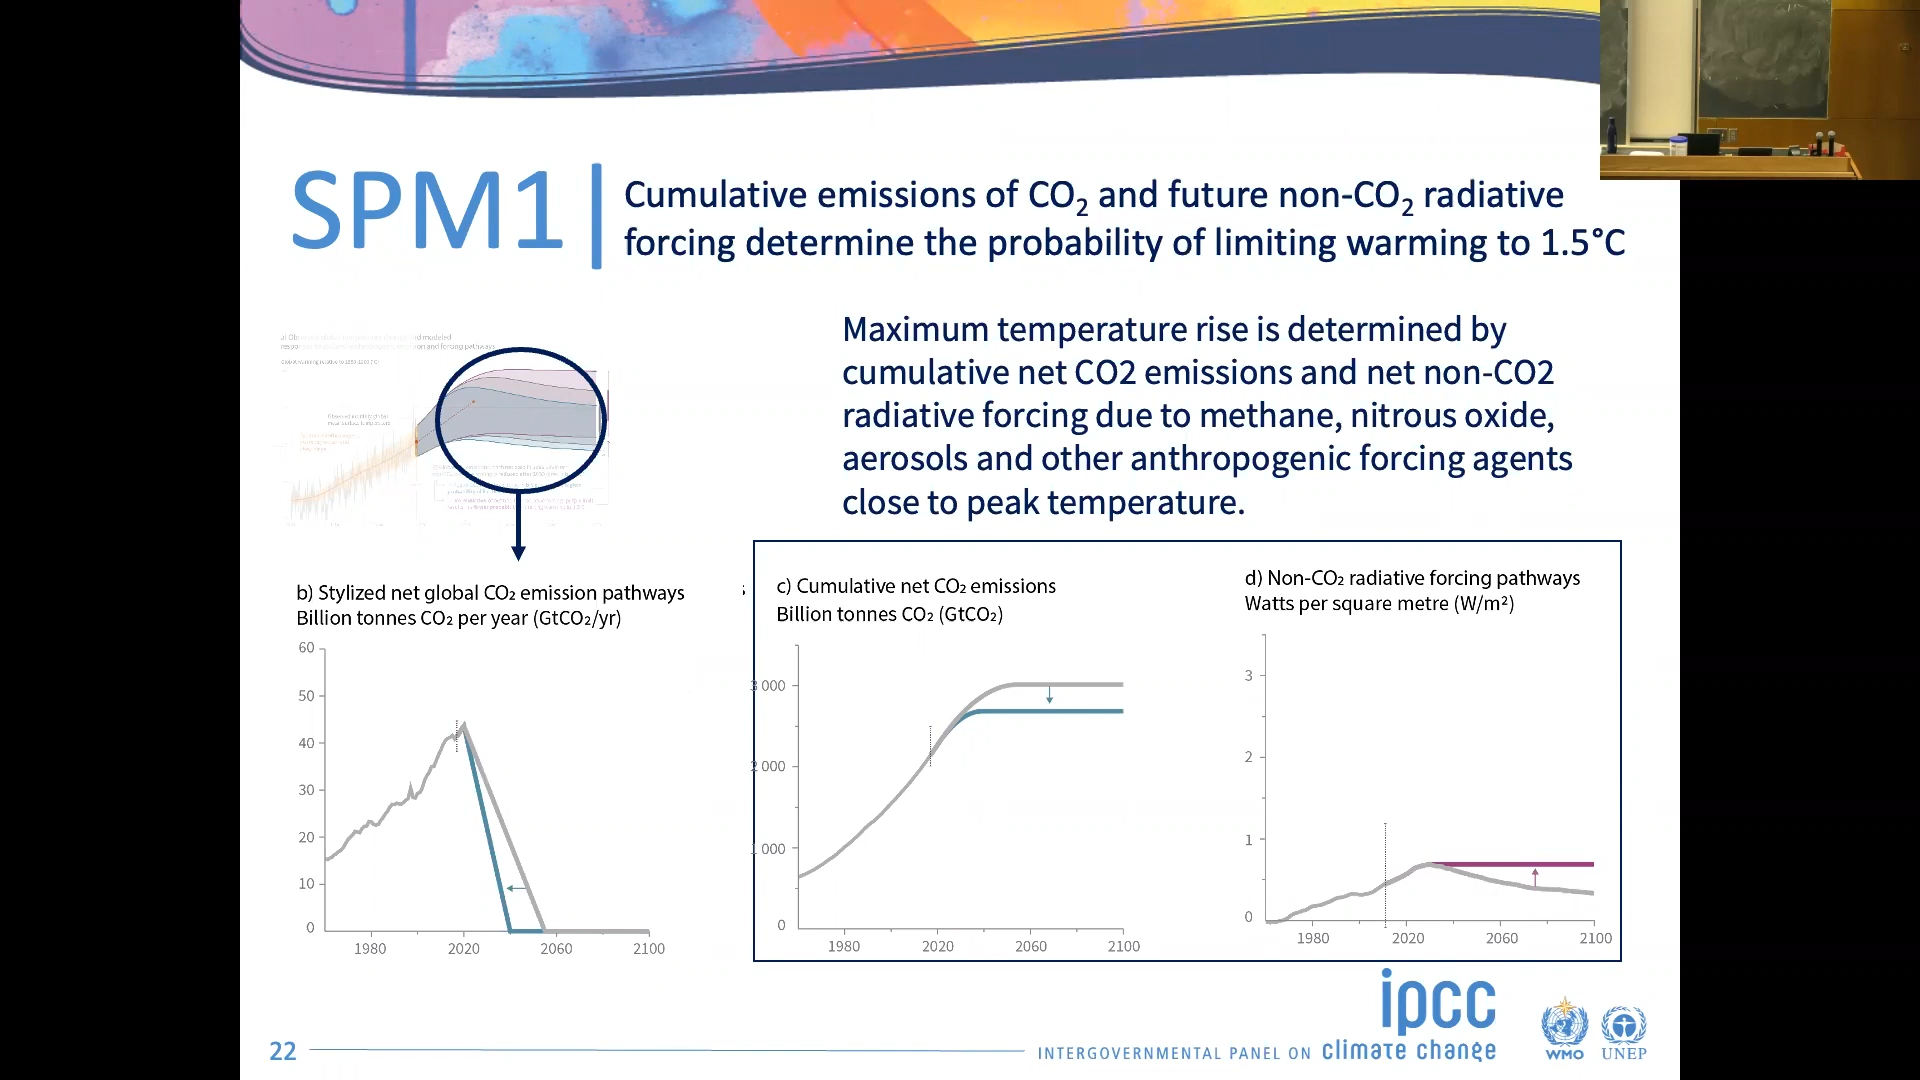 SPM1
Cumulative emissions of CO₂ and future non-CO₂ radiative
forcing determine the probability of limiting warming to 1.5°C
Maximum temperature rise is determined by
cumulative net CO2 emissions and net non-CO2
radiative forcing due to methane, nitrous oxide,
aerosols and other anthropogenic forcing agents
close to peak temperature.
b) Stylized net global CO₂ emission pathways
Billion tonnes CO₂ per year (GtCO₂/yr)
60
50
40
30
20
10
0
1980 2020 2060 2100
c) Cumulative net CO₂ emissions
Billion tonnes CO₂ (GtCO₂)
3 000
2 000
1 000
0
1980 2020 2060 2100
d) Non-CO₂ radiative forcing pathways
Watts per square metre (W/m²)
3
2
1
0
1980 2020 2060 2100
22
INTERGOVERNMENTAL PANEL ON climate change
ipcc
WMO UNEP